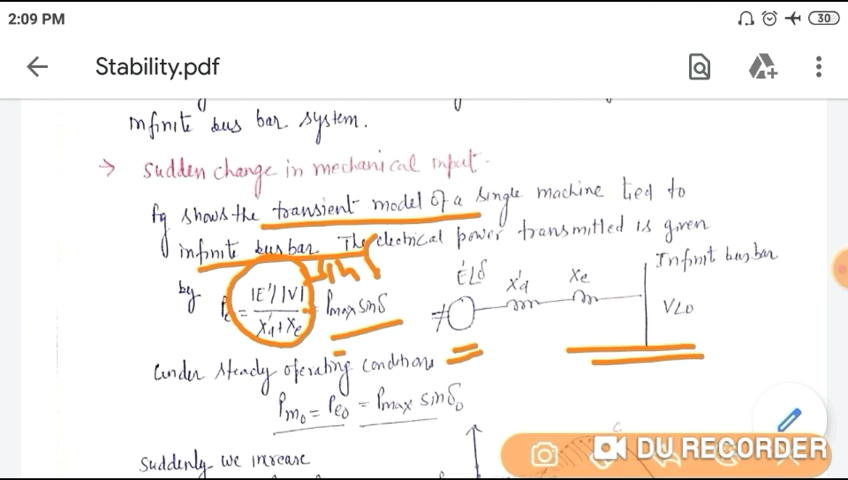 2:09 PM
30
Stability.pdf
infinite bus bar system.
→ sudden change in mechanical input.
fig shows the transient model of a single machine tied to
infinite bus bar. The electrical power transmitted is given
by Pe = |E'||V| / X'd + Xe sin = Pmax sinδ
E'∠δ X'd Xe Infinit bus bar
V∠0
Under steady operating conditions
Pm0 = Pe0 = Pmax sinδ0
Suddenly we increase
c
DU RECORDER